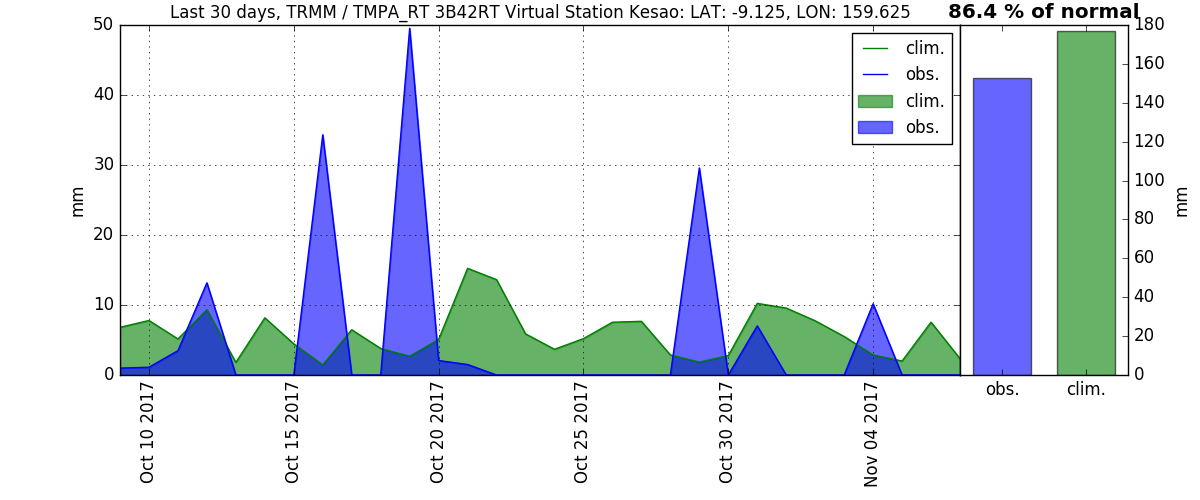 Last 30 days, TRMM / TMPA_RT 3B42RT Virtual Station Kesao: LAT: -9.125, LON: 159.625
86.4 % of normal
50
40
30
20
10
0
mm
clim.
obs.
clim.
obs.
180
160
140
120
100
80
60
40
20
0
mm
Oct 10 2017
Oct 15 2017
Oct 20 2017
Oct 25 2017
Oct 30 2017
Nov 04 2017
obs.
clim.